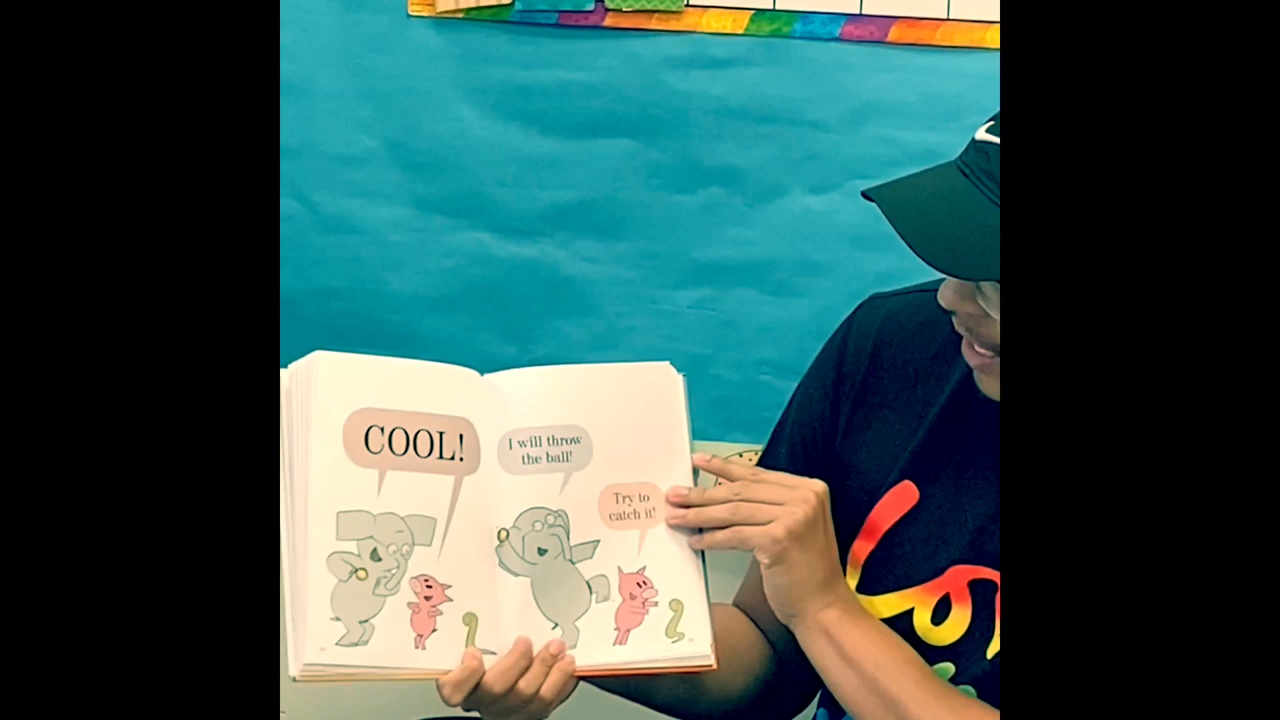 COOL!
I will throw
the ball!
Try to
catch it!